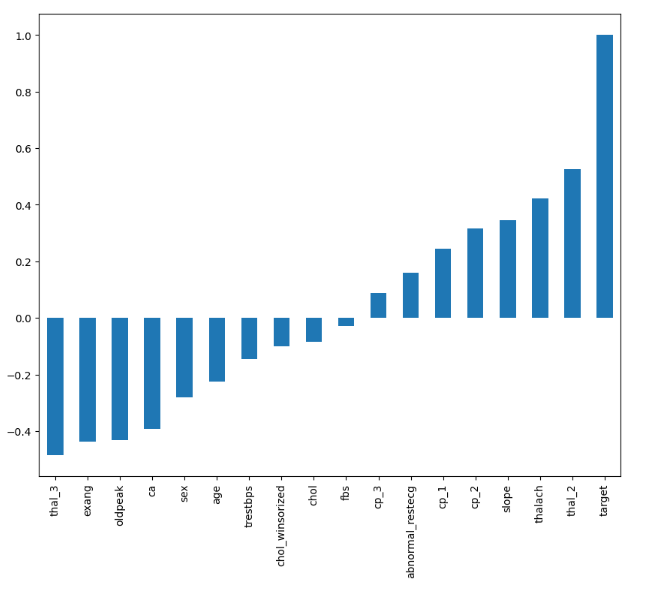 1.0
0.8
0.6
0.4
0.2
0.0
−0.2
−0.4
thal_3
exang
oldpeak
ca
sex
age
trestbps
chol_winsorized
chol
fbs
cp_3
abnormal_restecg
cp_1
cp_2
slope
thalach
thal_2
target